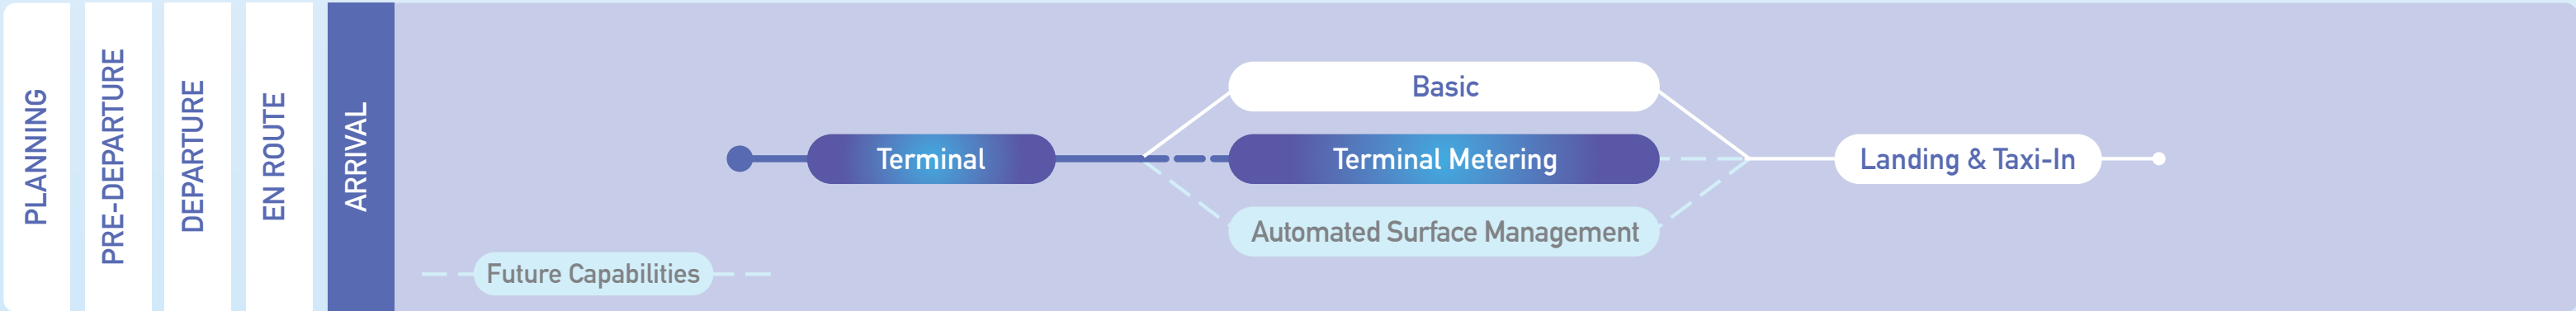 PLANNING
PRE-DEPARTURE
DEPARTURE
EN ROUTE
ARRIVAL
Terminal
Basic
Terminal Metering
Automated Surface Management
Landing & Taxi-In
Future Capabilities